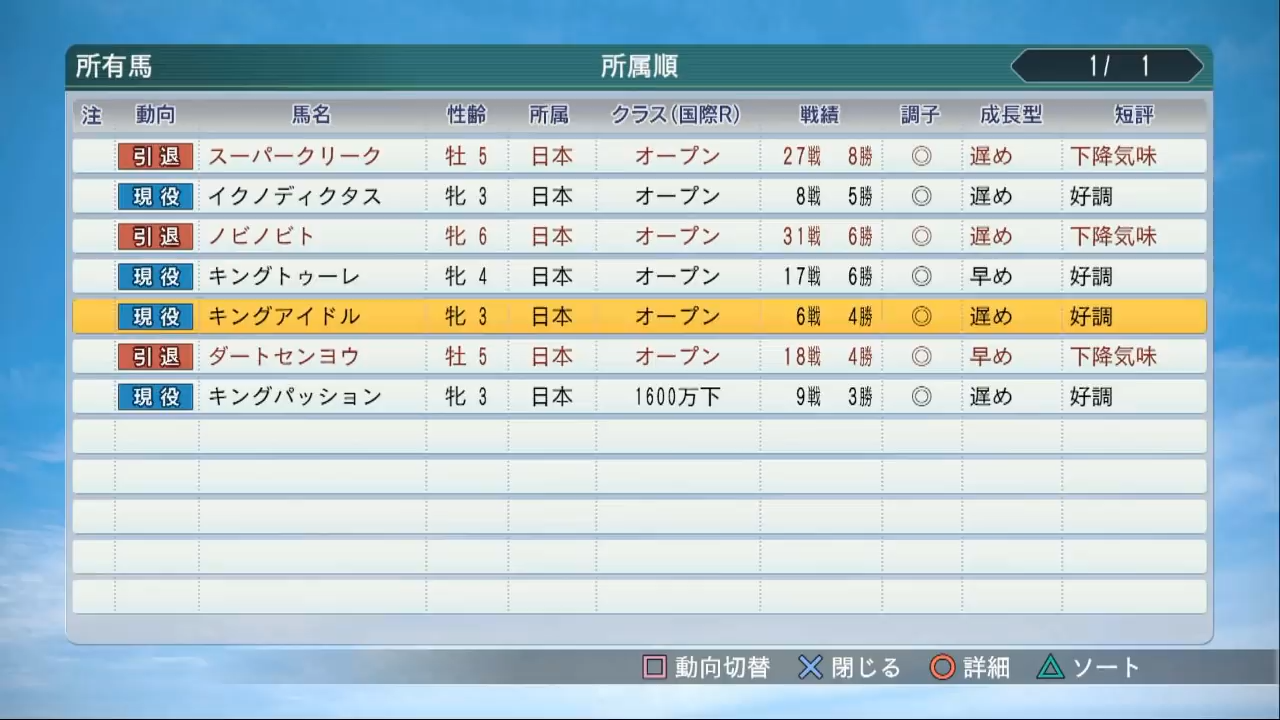 所有馬 所属順 1/ 1
注 動向 馬名 性齢 所属 クラス(国際R) 戦績 調子 成長型 短評
引退 スーパークリーク 牡 5 日本 オープン 27戦 8勝 ◎ 遅め 下降気味
現役 イクノディクタス 牝 3 日本 オープン 8戦 5勝 ◎ 遅め 好調
引退 ノビノビト 牝 6 日本 オープン 31戦 6勝 ◎ 遅め 下降気味
現役 キングトゥーレ 牝 4 日本 オープン 17戦 6勝 ◎ 早め 好調
現役 キングアイドル 牝 3 日本 オープン 6戦 4勝 ◎ 遅め 好調
引退 ダートセンヨウ 牡 5 日本 オープン 18戦 4勝 ◎ 早め 下降気味
現役 キングパッション 牝 3 日本 1600万下 9戦 3勝 ◎ 遅め 好調
動向切替 閉じる 詳細 ソート